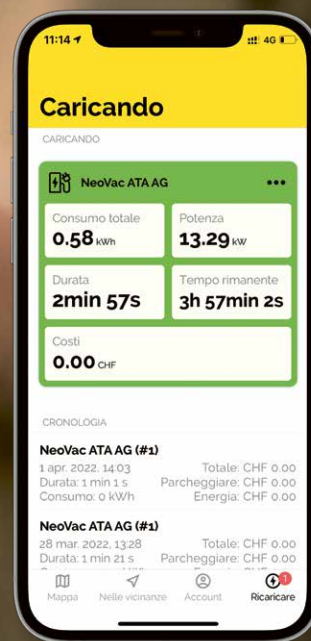 11:14 4G
Caricando
CARICANDO
NeoVac ATA AG
Consumo totale Potenza
0.58 kWh 13.29 kW
Durata Tempo rimanente
2min 57s 3h 57min 2s
Costi
0.00 CHF
CRONOLOGIA
NeoVac ATA AG (#1)
1 apr. 2022, 14:03 Totale: CHF 0.00
Durata: 1 min 1 s Parcheggiare: CHF 0.00
Consumo: 0 kWh Energia: CHF 0.00
NeoVac ATA AG (#1)
28 mar. 2022, 13:28 Totale: CHF 0.00
Durata: 1 min 21 s Parcheggiare: CHF 0.00
1
Mappa Nelle vicinanze Account Ricaricare